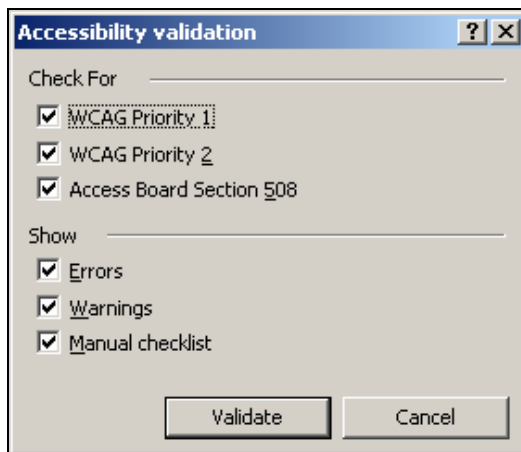 Accessibility validation
Check For
WCAG Priority 1
WCAG Priority 2
Access Board Section 508
Show
Errors
Warnings
Manual checklist
Validate Cancel